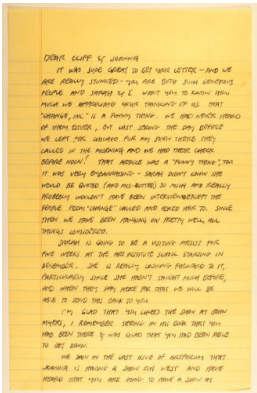 DEAR CLIFF & JOANNA
IT WAS SURE GREAT TO GET YOUR LETTER - AND WE
ARE REALLY STUNNED - YOU ARE BOTH SUCH GENEROUS
PEOPLE AND SARAH & I WANT YOU TO KNOW HOW
MUCH WE APPRECIATED YOUR THINKING OF US. THAT
"CHANGE, INC." IS A FUNNY THING. WE HAD NEVER HEARD
OF THEM EITHER, BUT LAST SPRING THE DAY BEFORE
WE LEFT FOR CHICAGO FOR MY SHOW THERE THEY
CALLED IN THE MORNING AND WE HAD THEIR CHECK
BEFORE NOON! THAT ARTICLE WAS A "FUNNY THING", TOO
IT WAS VERY EMBARRASSING - SARAH DIDN'T KNOW SHE
WOULD BE QUOTED (AND MIS-QUOTED) SO MUCH AND REALLY
PROBABLY WOULDN'T HAVE BEEN INTERVIEWED EXCEPT THE
PEOPLE FROM "CHANGE" CALLED AND ASKED HER TO. SINCE
THEN WE HAVE BEEN HANGING ON PRETTY WELL, ALL
THINGS CONSIDERED.
SARAH IS GOING TO BE A VISITING ARTIST FOR
FIVE WEEKS AT THE ART INSTITUTE SCHOOL STARTING IN
DECEMBER. SHE IS REALLY LOOKING FORWARD TO IT,
PARTICULARLY SINCE SHE HASN'T TAUGHT MUCH BEFORE,
AND WHEN THEY PAY HERE FOR THAT WE WILL BE
ABLE TO SEND THIS BACK TO YOU.
I'M GLAD THAT YOU LIKED THE SHOW AT
MYERS, I REMEMBER SEEING IN HIS BOOK THAT YOU
HAD BEEN THERE & WAS GLAD THAT YOU HAD BEEN ABLE
TO GET DOWN.
WE SAW IN THE LAST ISSUE OF ARTFORUM THAT
JOANNA IS HAVING A SHOW OUT WEST AND HAVE
HEARD THAT YOU ARE GOING TO HAVE A SHOW AT